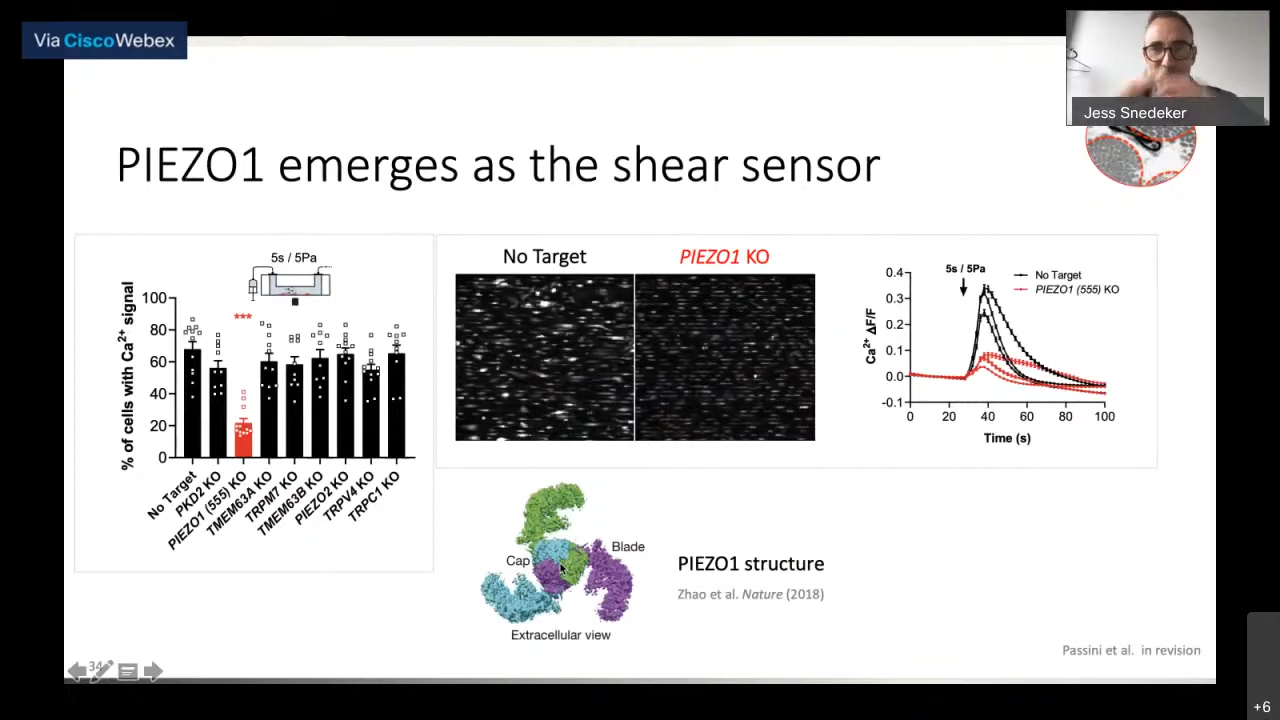 Via CiscoWebex
Jess Snedeker
PIEZO1 emerges as the shear sensor
5s / 5Pa
% of cells with Ca2+ signal
100
80
60
40
20
0
***
No Target
PKD2 KO
PIEZO1 (555) KO
TMEM63A KO
TRPM7 KO
TMEM63B KO
PIEZO2 KO
TRPV4 KO
TRPC1 KO
No Target
PIEZO1 KO
5s / 5Pa
No Target
PIEZO1 (555) KO
Ca2+ ΔF/F
0.4
0.3
0.2
0.1
0.0
-0.1
0 20 40 60 80 100
Time (s)
Cap
Blade
Extracellular view
PIEZO1 structure
Zhao et al. Nature (2018)
Passini et al. in revision
34
+6